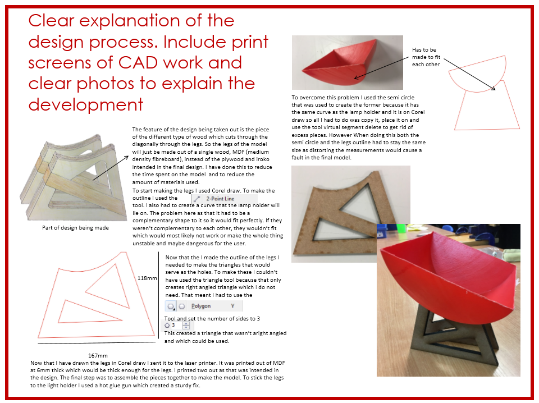 Clear explanation of the
design process. Include print
screens of CAD work and
clear photos to explain the
development
The feature of the design being taken out is the piece
of the different type of wood which cuts through the
diagonally through the legs. So the legs of the model
will just be made out of a single wood, MDF (medium
density fibreboard), instead of the plywood and iroko
intended in the final design. I have done this to reduce
the time spent on the model and to reduce the
amount of materials used.
Part of design being made
To start making the legs I used Corel draw. To make the
outline I used the 2-Point Line
tool. I also had to create a curve that the lamp holder will
lie on. The problem here as that it had to be a
complementary shape to it so it would fit perfectly. If they
weren't complementary to each other, they wouldn't fit
which would most likely not work or make the whole thing
unstable and maybe dangerous for the user.
Now that the I made the outline of the legs I
needed to make the triangles that would
serve as the holes. To make these I couldn't
have used the triangle tool because that only
creates right angled triangle which I do not
need. That meant I had to use the
Polygon Y
Tool and set the number of sides to 3
3
This created a triangle that wasn't aright angled
and which could be used.
118mm
167mm
Now that I have drawn the legs in Corel draw I sent it to the laser printer. It was printed out of MDF
at 6mm thick which would be thick enough for the legs. I printed two out as that was intended in
the design. The final step was to assemble the pieces together to make the model. To stick the legs
to the light holder I used a hot glue gun which created a sturdy fix.
Has to be
made to fit
each other
To overcome this problem I used the semi circle
that was used to create the former because it has
the same curve as the lamp holder and it is on Corel
draw so all I had to do was copy it, place it on and
use the tool virtual segment delete to get rid of
excess pieces. However When doing this both the
semi circle and the legs outline had to stay the same
size as distorting the measurements would cause a
fault in the final model.